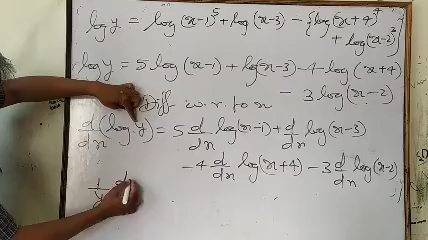 log y = log (x-1)^5 + log (x-3) - {log (x+4)^4
+ log (x-2)^3}
log y = 5 log (x-1) + log (x-3) - 4 - log (x+4)
- 3 log (x-2)
Diff w.r. to x
d/dx (log y) = 5 d/dx log (x-1) + d/dx log (x-3)
- 4 d/dx log (x+4) - 3 d/dx log (x-2)
1/y d